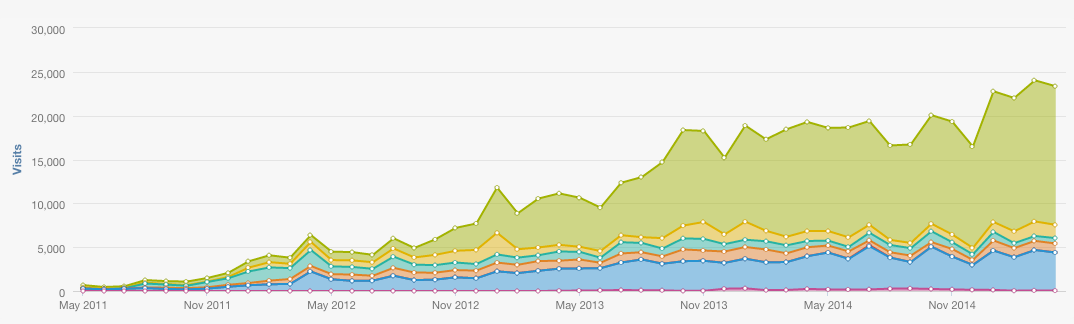 30,000
25,000
20,000
15,000
10,000
5,000
0
Visits
May 2011
Nov 2011
May 2012
Nov 2012
May 2013
Nov 2013
May 2014
Nov 2014